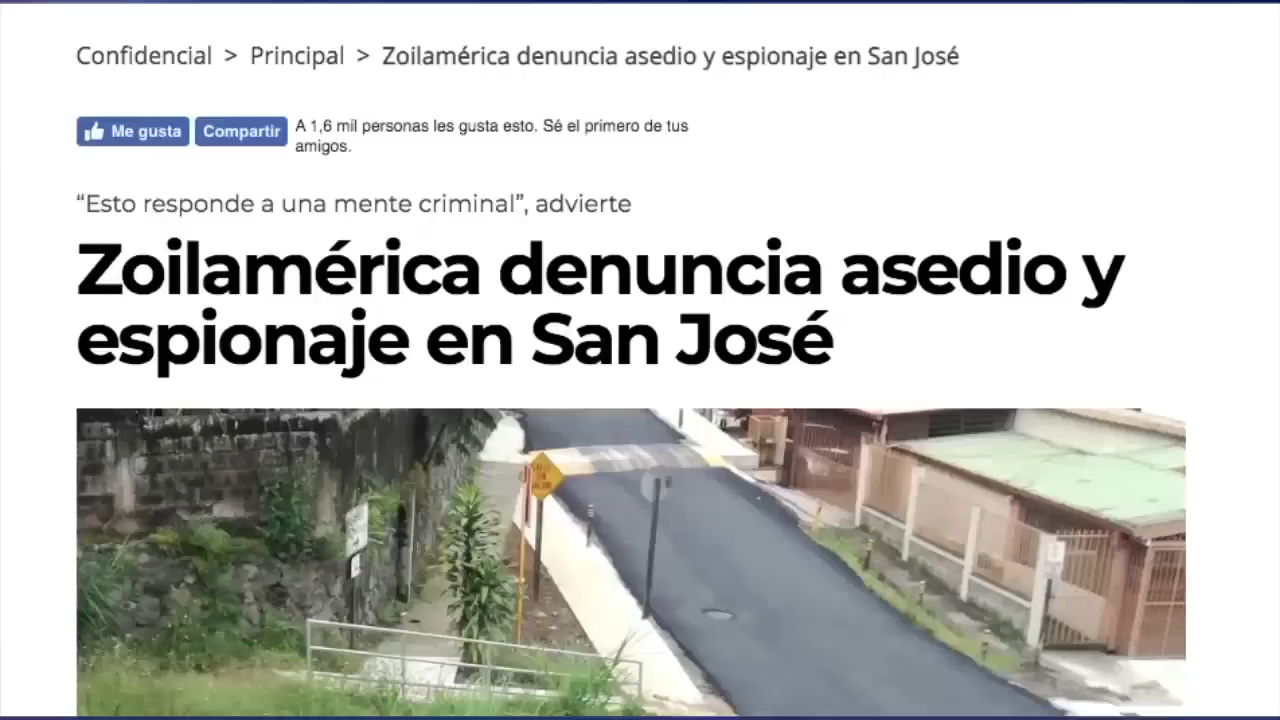 Confidencial > Principal > Zoilamérica denuncia asedio y espionaje en San José
Me gusta Compartir A 1,6 mil personas les gusta esto. Sé el primero de tus
amigos.
“Esto responde a una mente criminal”, advierte
Zoilamérica denuncia asedio y
espionaje en San José